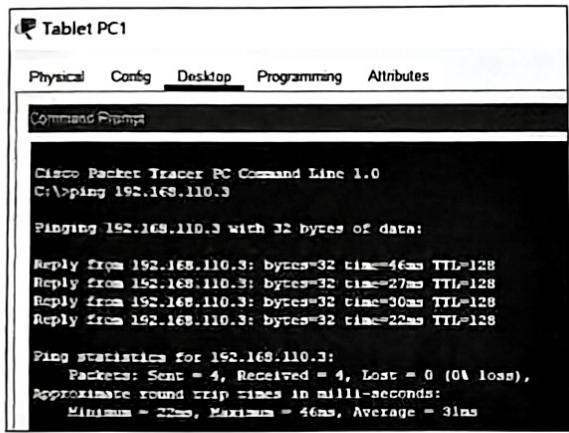 Tablet PC1
Physical Config Desktop Programming Attributes
Command Prompt
Cisco Packet Tracer PC Command Line 1.0
C:\>ping 192.168.110.3
Pinging 192.168.110.3 with 32 bytes of data:
Reply from 192.168.110.3: bytes=32 time=46ms TTL=128
Reply from 192.168.110.3: bytes=32 time=27ms TTL=128
Reply from 192.168.110.3: bytes=32 time=30ms TTL=128
Reply from 192.168.110.3: bytes=32 time=22ms TTL=128
Ping statistics for 192.168.110.3:
Packets: Sent = 4, Received = 4, Lost = 0 (0% loss),
Approximate round trip times in milli-seconds:
Minimum = 22ms, Maximum = 46ms, Average = 31ms